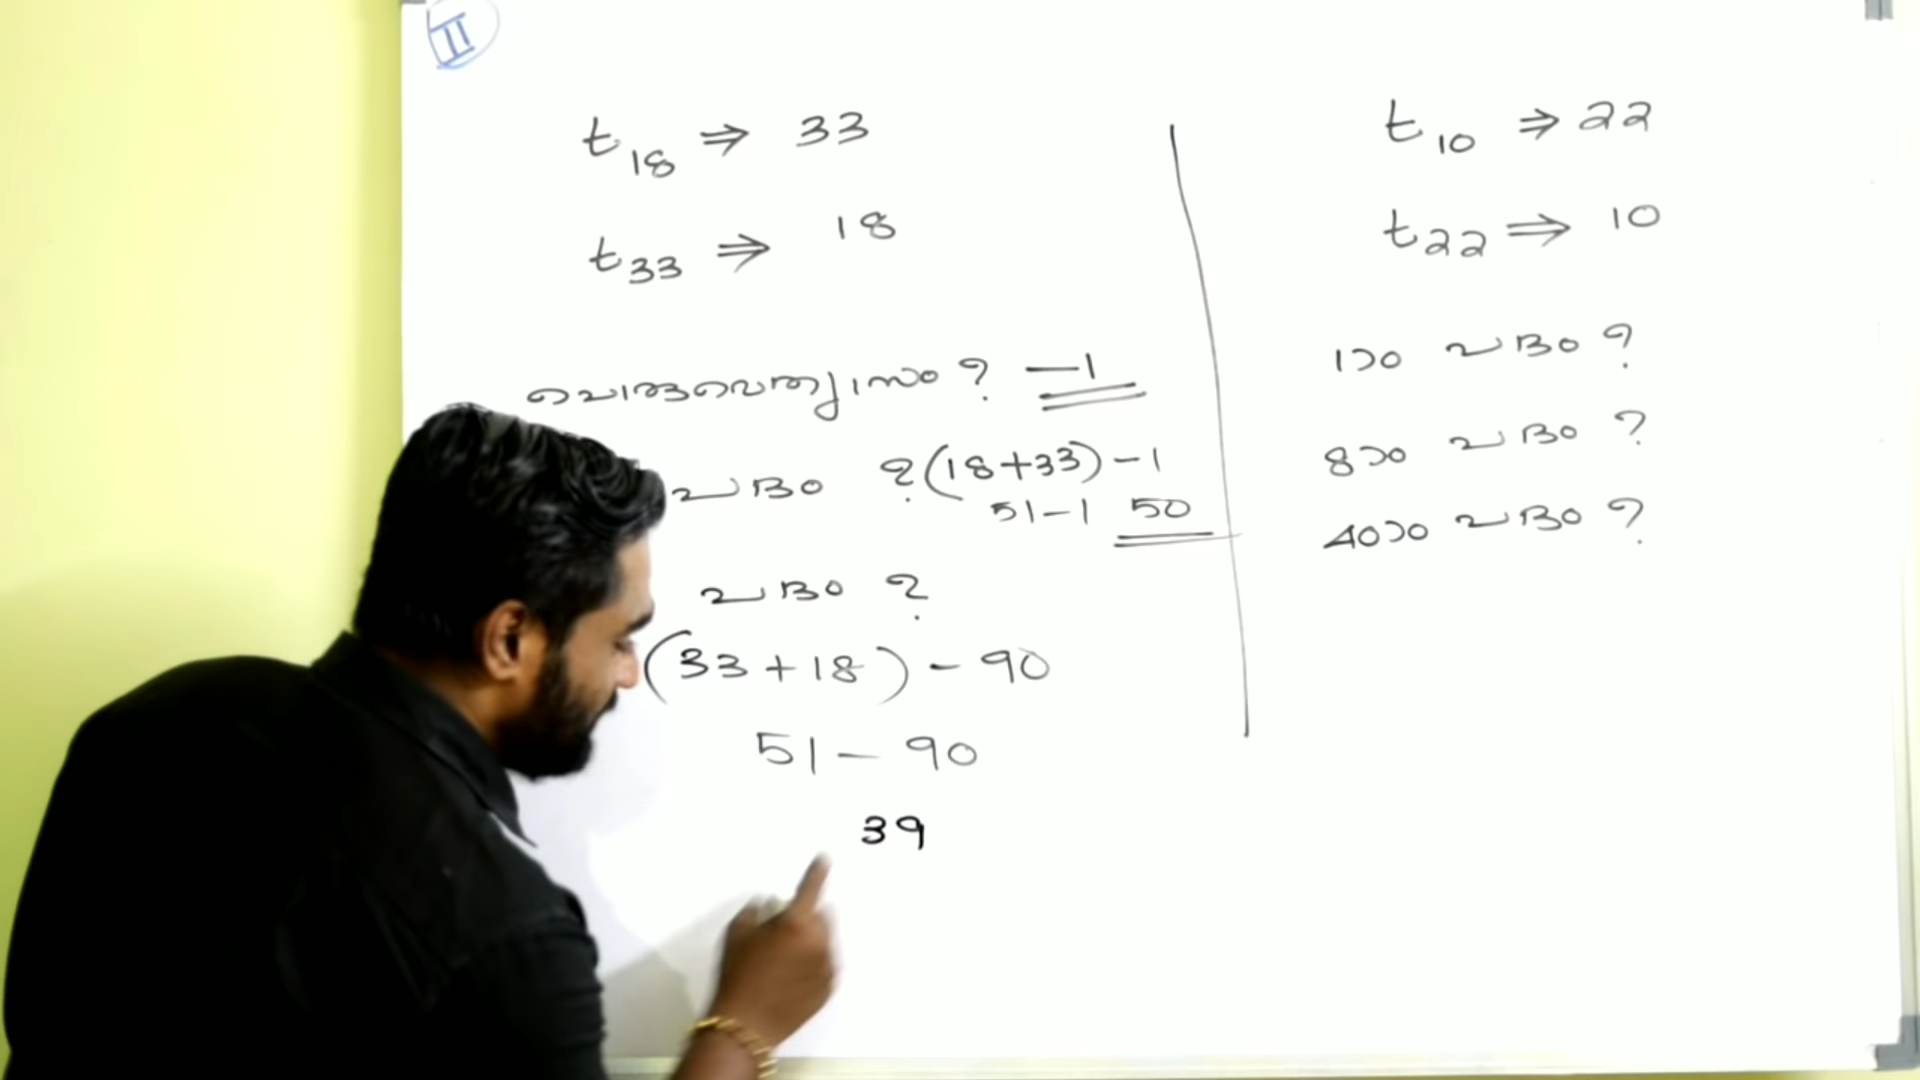 II
t₁₈ ⇒ 33
t₃₃ ⇒ 18
പൊതുവ്യത്യാസം ? −1
പദം ? (18+33) − 1
51 − 1 50
പദം ?
(33 + 18) − 90
51 − 90
39
t₁₀ ⇒ 22
t₂₂ ⇒ 10
1ാം പദം ?
8ാം പദം ?
40ാം പദം ?